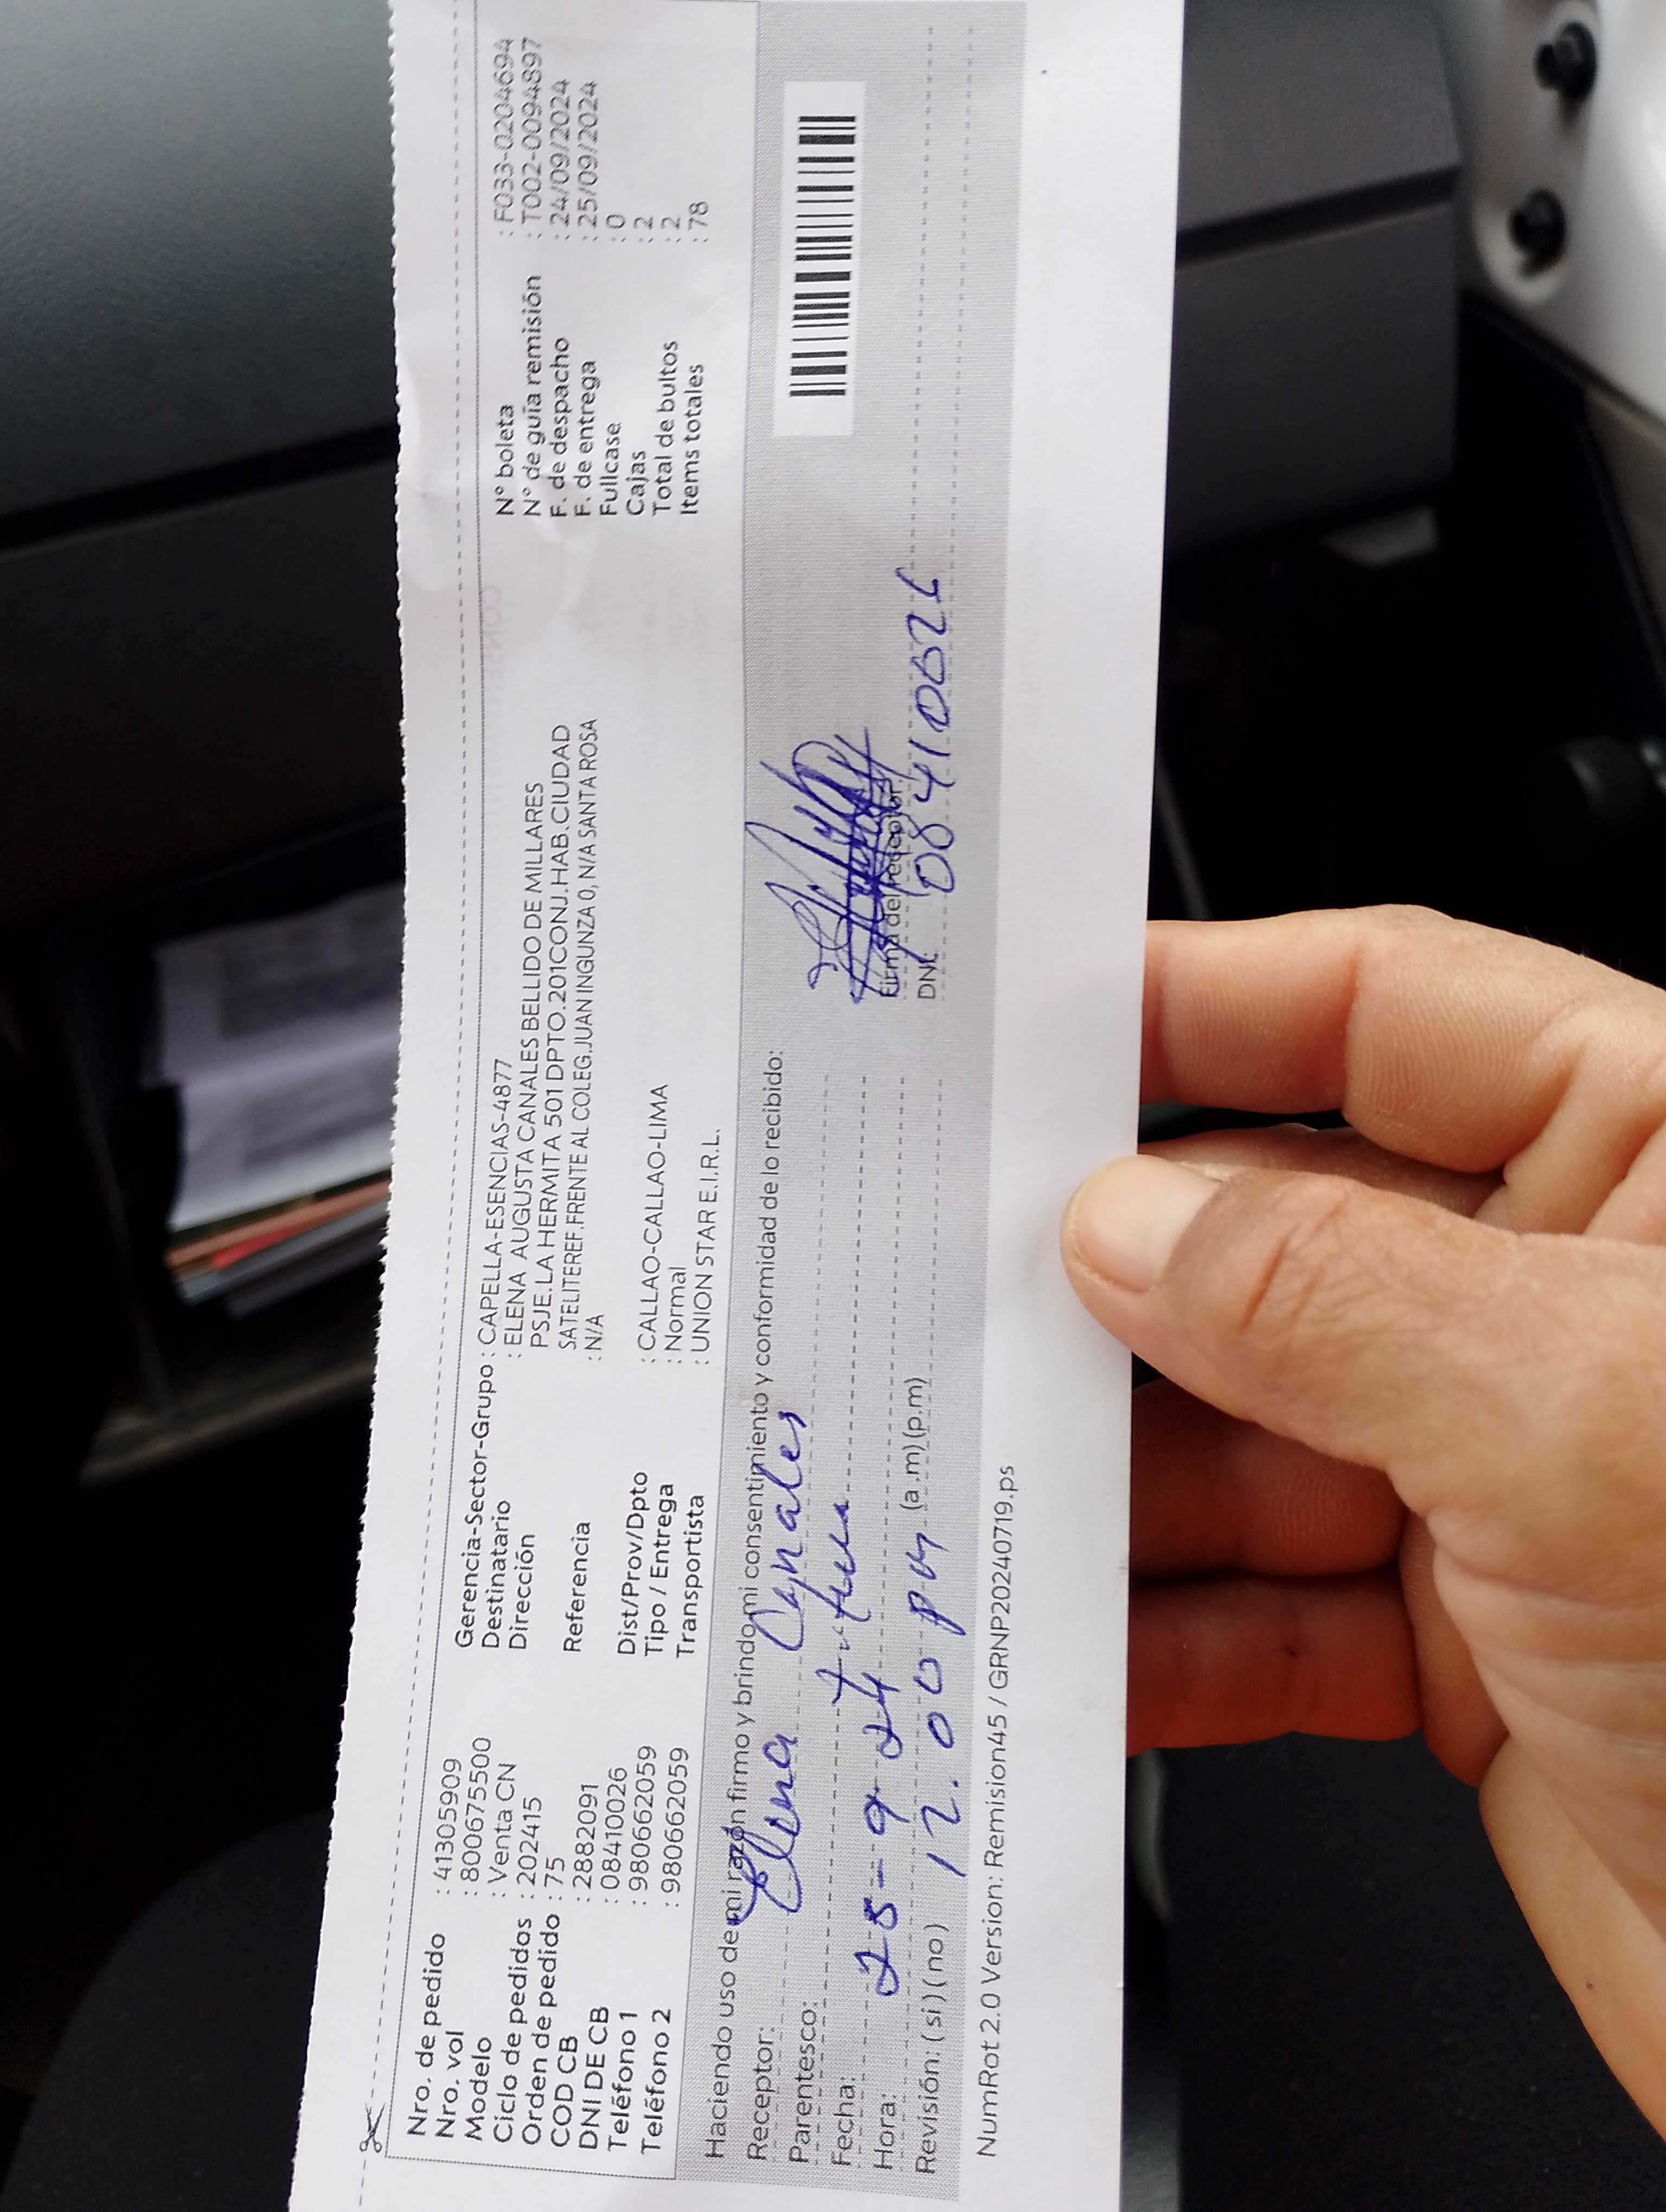 Nro. de pedido : 41305909
Nro. vol : 800675500
Modelo : Venta CN
Ciclo de pedidos : 202415
Orden de pedido : 75
COD CB : 2882091
DNI DE CB : 08410026
Teléfono 1 : 980662059
Teléfono 2 : 980662059
Gerencia-Sector-Grupo : CAPELLA-ESENCIAS-4877
Destinatario : ELENA AUGUSTA CANALES BELLIDO DE MILLARES
Dirección PSJE.LA HERMITA 501 DPTO.201CONJ.HAB.CIUDAD
SATELITEREF.FRENTE AL COLEG.JUAN INGUNZA 0, N/A SANTA ROSA
Referencia : N/A
Dist/Prov/Dpto : CALLAO-CALLAO-LIMA
Tipo / Entrega : Normal
Transportista : UNION STAR E.I.R.L.
N° boleta : F033-0204694
N° de guía remisión : T002-0094897
F. de despacho : 24/09/2024
F. de entrega : 25/09/2024
Fullcase : 0
Cajas : 2
Total de bultos : 2
Items totales : 78
Haciendo uso de mi razón firmo y brindo mi consentimiento y conformidad de lo recibido:
Receptor: Elena Canales
Parentesco:
Fecha: 25-9-24
Hora: 12.00 pm (a.m) (p.m)
Revisión: (si) (no)
Firma del receptor:
DNI: 08410026
NumRot 2.0 Version: Remision45 / GRNP20240719.ps